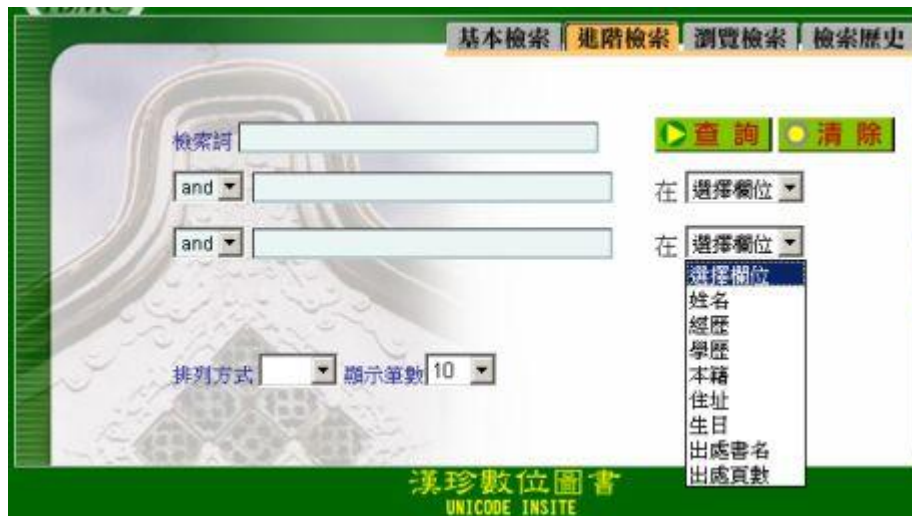 基本檢索 進階檢索 瀏覽檢索 檢索歷史
檢索詞 查詢 清除
and 在 選擇欄位
and 在 選擇欄位
選擇欄位
姓名
經歷
學歷
本籍
住址
生日
出處書名
出處頁數
排列方式 顯示筆數 10
漢珍數位圖書
UNICODE INSITE